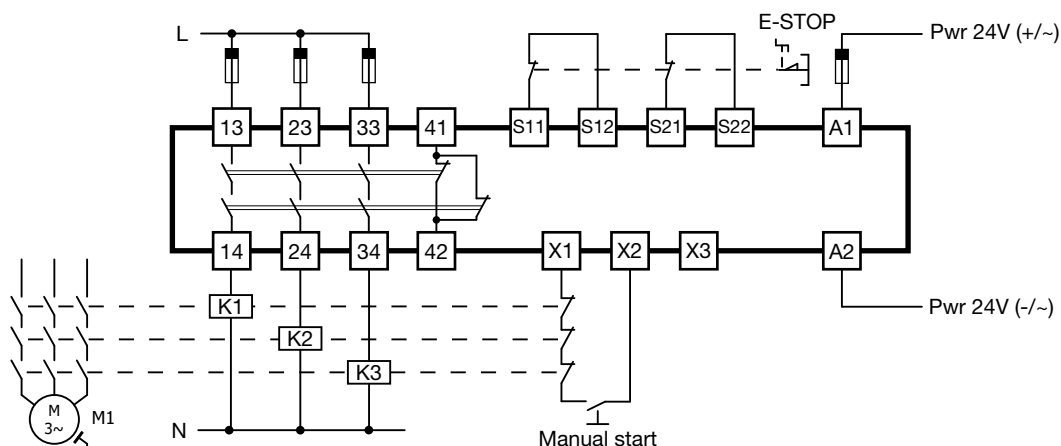 E-STOP
L
Pwr 24V (+/~)
13
23
33
41
S11
S12
S21
S22
A1
14
24
34
42
X1
X2
X3
A2
K1
Pwr 24V (-/~)
K2
K3
M
3~
M1
N
Manual start